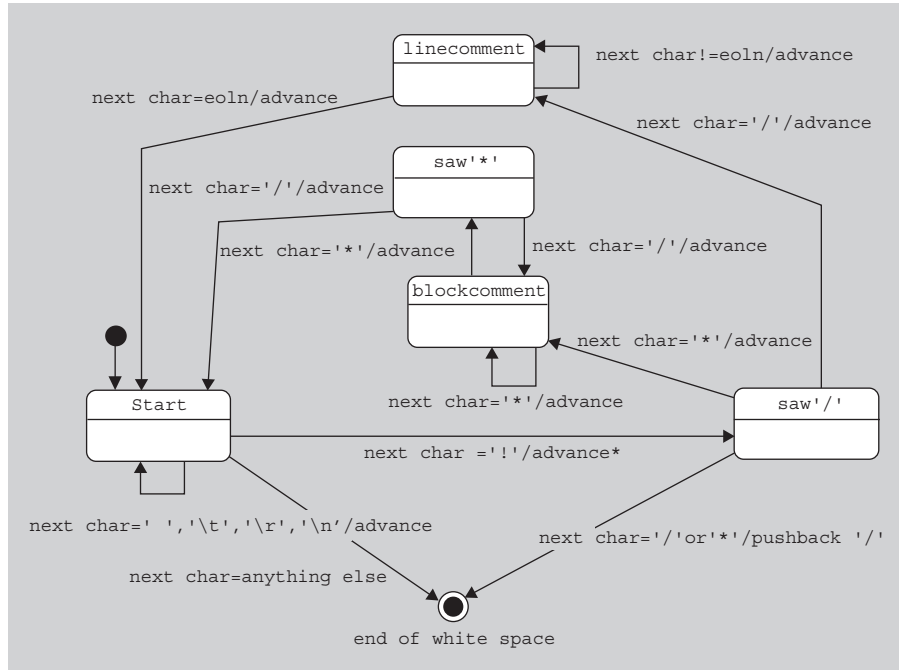 linecomment
next char!=eoln/advance
next char=eoln/advance
next char='/'/advance
saw'*'
next char='/'/advance
next char='*'/advance
next char='/'/advance
blockcomment
next char='*'/advance
next char='*'/advance
Start
saw'/'
next char ='!'/advance*
next char=' ','\t','\r','\n'/advance
next char='/'or'*'/pushback '/'
next char=anything else
end of white space